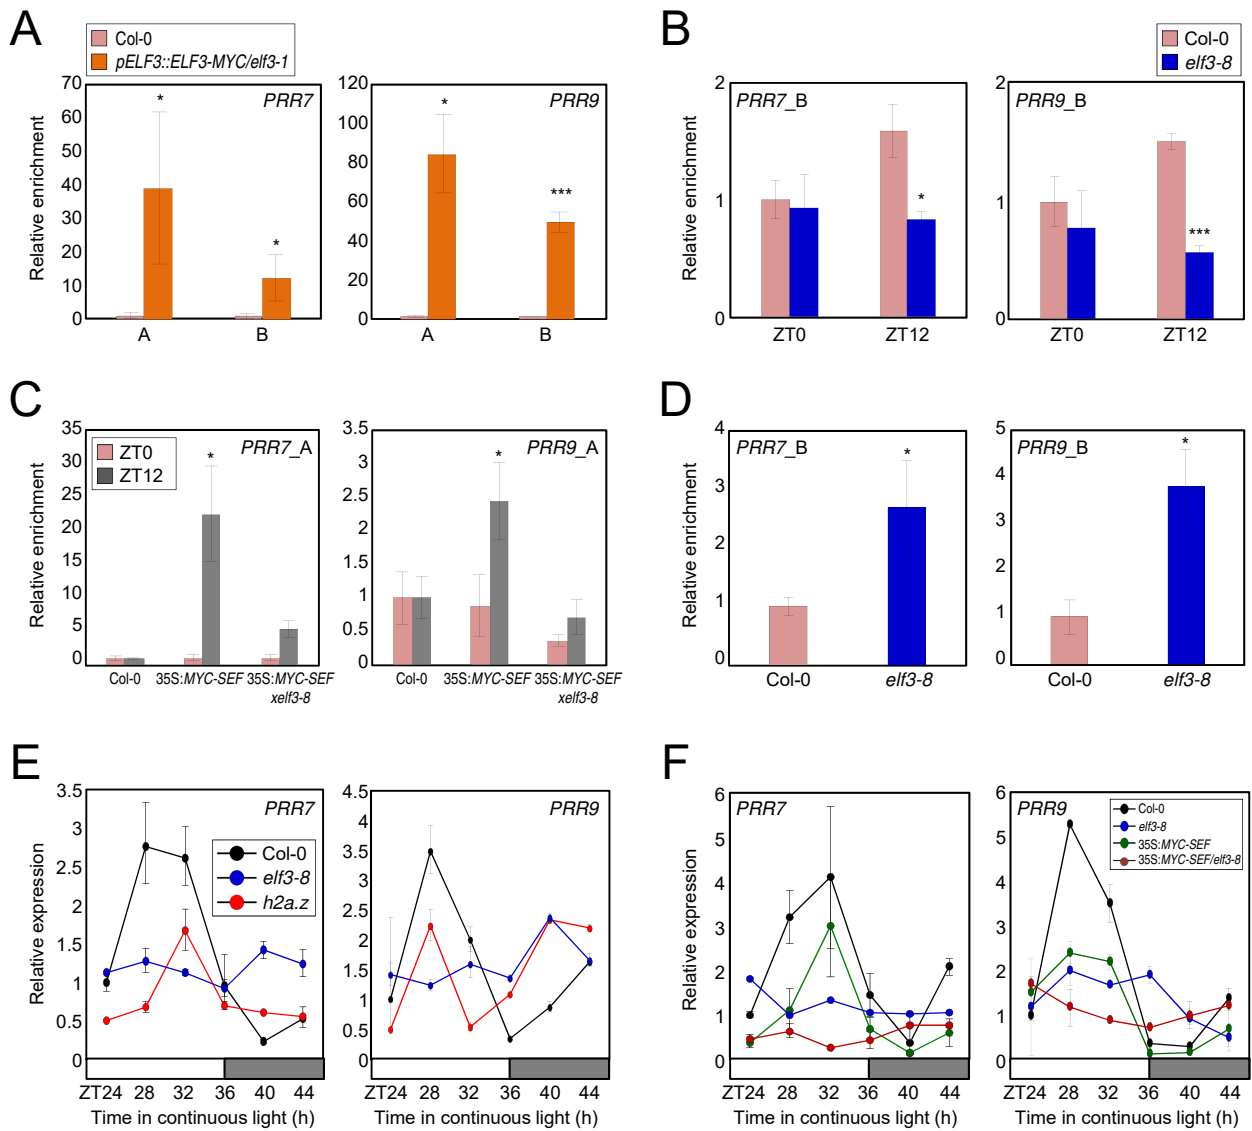 A
Col-0
pELF3::ELF3-MYC/elf3-1
Relative enrichment
70
60
50
40
30
20
10
0
PRR7
*
*
A
B
120
100
80
60
40
20
0
PRR9
*
***
A
B
B
Col-0
elf3-8
Relative enrichment
2
1
0
PRR7_B
*
ZT0
ZT12
2
1
0
PRR9_B
***
ZT0
ZT12
C
Relative enrichment
35
30
25
20
15
10
5
0
ZT0
ZT12
PRR7_A
*
Col-0
35S:MYC-SEF
35S:MYC-SEF
xelf3-8
3.5
3
2.5
2
1.5
1
0.5
0
PRR9_A
*
Col-0
35S:MYC-SEF
35S:MYC-SEF
xelf3-8
D
Relative enrichment
4
3
2
1
0
PRR7_B
*
Col-0
elf3-8
5
4
3
2
1
0
PRR9_B
*
Col-0
elf3-8
E
Relative expression
3.5
3
2.5
2
1.5
1
0.5
0
PRR7
Col-0
elf3-8
h2a.z
ZT24
28
32
36
40
44
Time in continuous light (h)
4.5
4
3.5
3
2.5
2
1.5
1
0.5
0
PRR9
ZT24
28
32
36
40
44
Time in continuous light (h)
F
Relative expression
6
5
4
3
2
1
0
PRR7
ZT24
28
32
36
40
44
Time in continuous light (h)
6
5
4
3
2
1
0
PRR9
Col-0
elf3-8
35S:MYC-SEF
35S:MYC-SEF/elf3-8
ZT24
28
32
36
40
44
Time in continuous light (h)